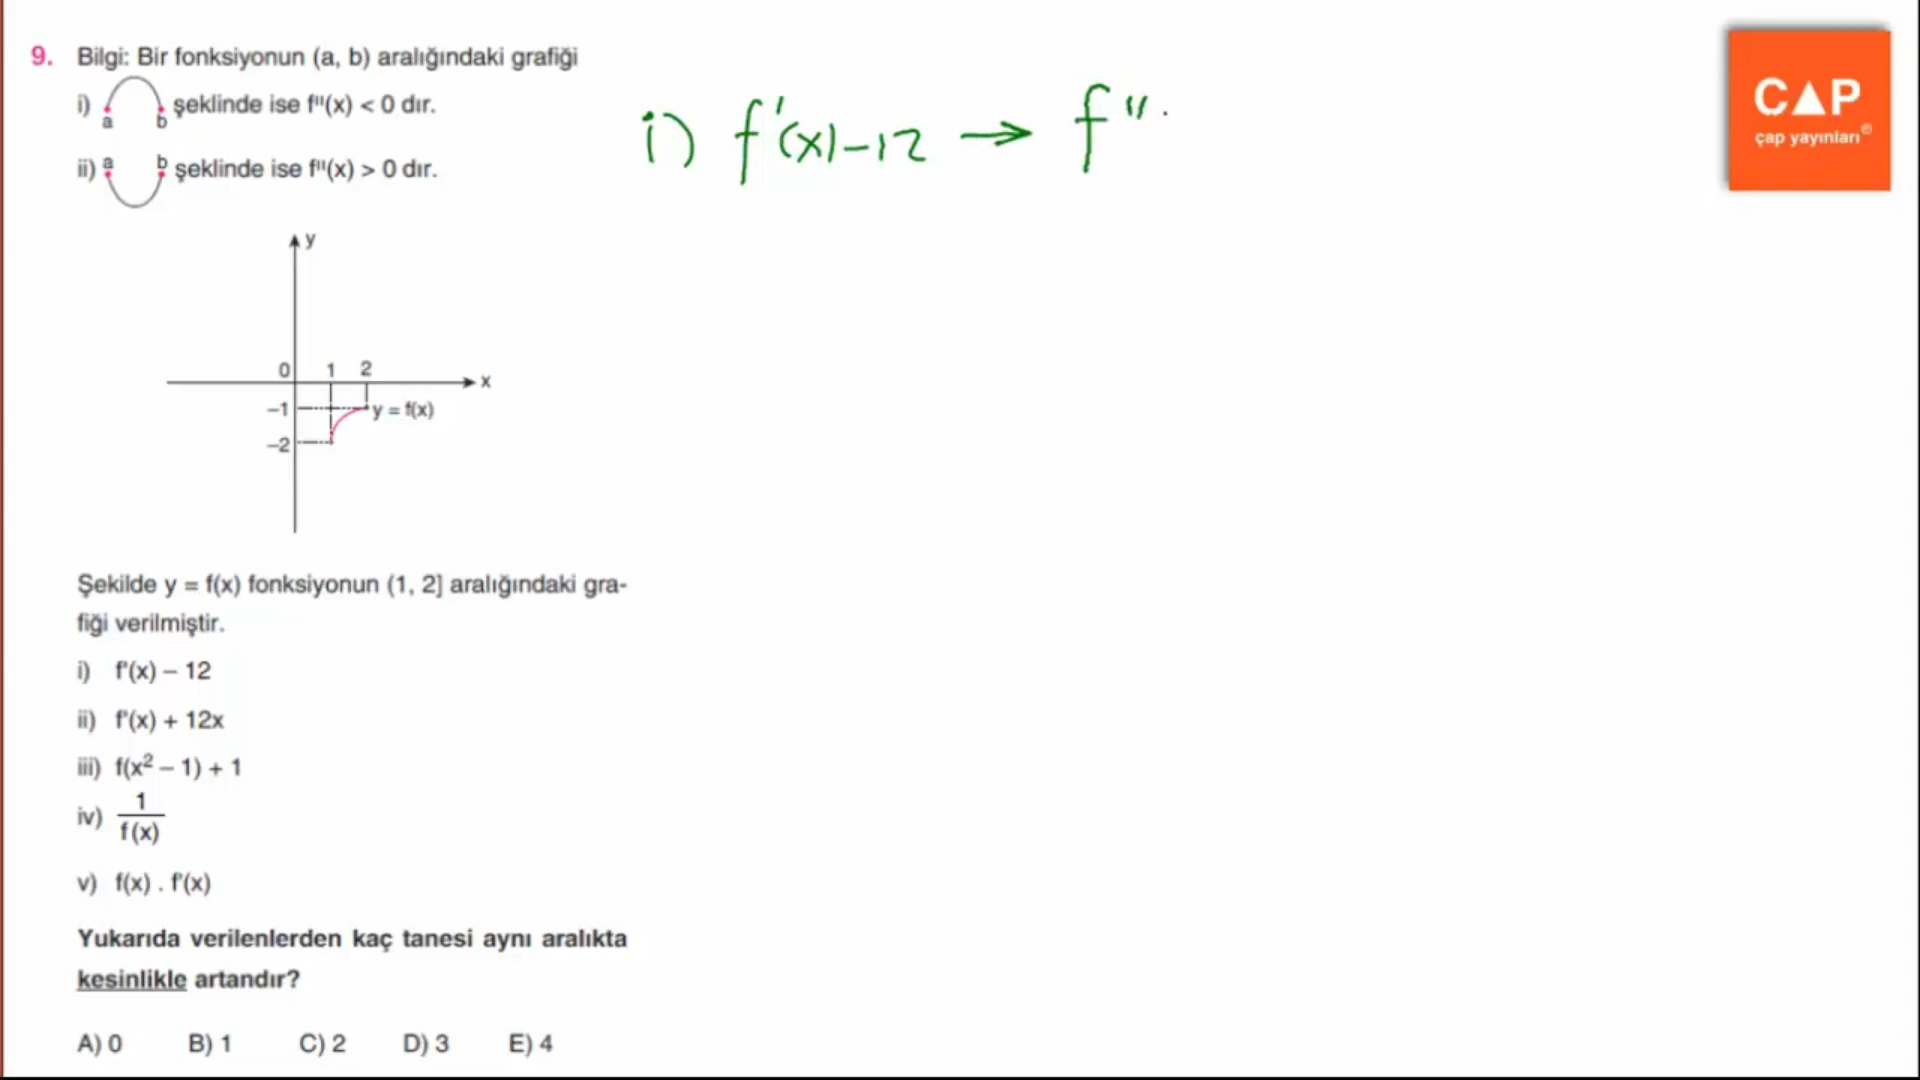 9. Bilgi: Bir fonksiyonun (a, b) aralığındaki grafiği
i) a b şeklinde ise f''(x) < 0 dır.
ii) a b şeklinde ise f''(x) > 0 dır.
i) f'(x)-12 → f''.
ÇAP
çap yayınları©
y
0 1 2
x
-1
y = f(x)
-2
Şekilde y = f(x) fonksiyonun (1, 2] aralığındaki gra-
fiği verilmiştir.
i) f'(x) – 12
ii) f'(x) + 12x
iii) f(x² – 1) + 1
iv) 1
f(x)
v) f(x) . f'(x)
Yukarıda verilenlerden kaç tanesi aynı aralıkta
kesinlikle artandır?
A) 0 B) 1 C) 2 D) 3 E) 4